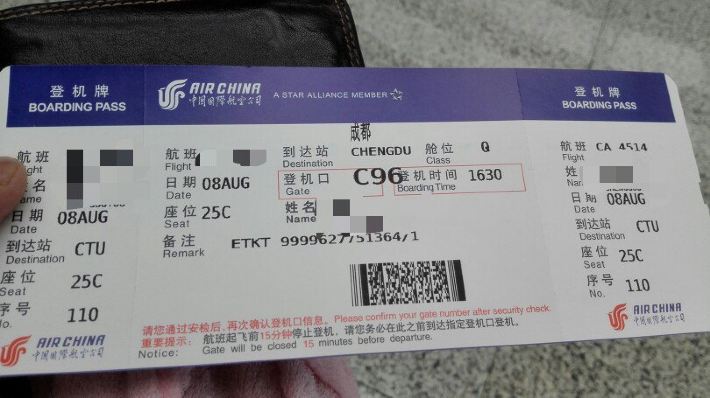 登机牌
BOARDING PASS
航班
Flight
姓名
Name
日期 08AUG
Date
到达站 CTU
Destination
座位 25C
Seat
序号 110
No.
AIR CHINA
中国国际航空公司
AIR CHINA
中国国际航空公司
A STAR ALLIANCE MEMBER
成都
航班
Flight
到达站 CHENGDU
Destination
舱位 Q
Class
日期 08AUG
Date
登机口 C96
Gate
登机时间 1630
Boarding Time
座位 25C
Seat
姓名
Name
备注 ETKT 9999627751364/1
Remark
请您通过安检后,再次确认登机口信息。Please confirm your gate number after security check.
重要提示: 航班起飞前15分钟停止登机,请您务必在此之前到达指定登机口登机。
Notice: Gate will be closed 15 minutes before departure.
登机牌
BOARDING PASS
航班 CA 4514
Flight
姓
日期 08AUG
Date
到达站 CTU
Destination
座位 25C
Seat
序号 110
No.
AIR CHINA
中国国际航空公司